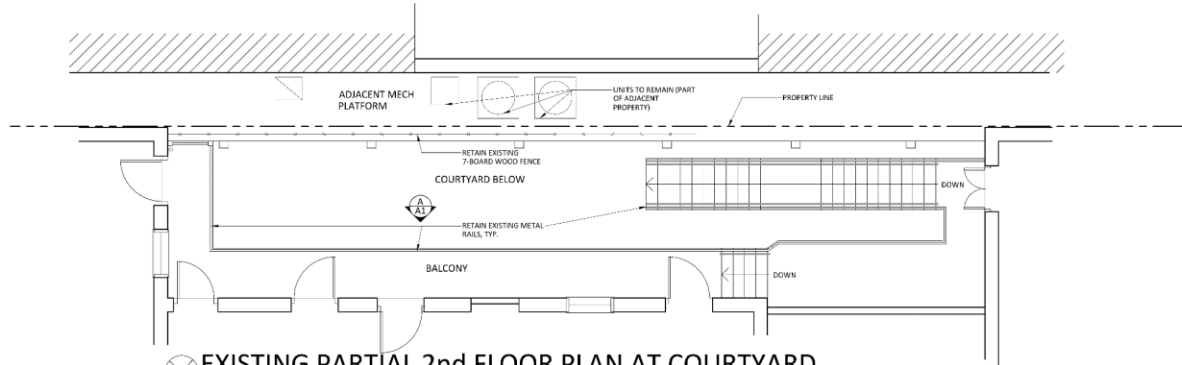 ADJACENT MECH
PLATFORM
UNITS TO REMAIN (PART
OF ADJACENT
PROPERTY)
PROPERTY LINE
RETAIN EXISTING
7-BOARD WOOD FENCE
COURTYARD BELOW
DOWN
A
A1
RETAIN EXISTING METAL
RAILS, TYP.
BALCONY
DOWN
EXISTING PARTIAL 2nd FLOOR PLAN AT COURTYARD